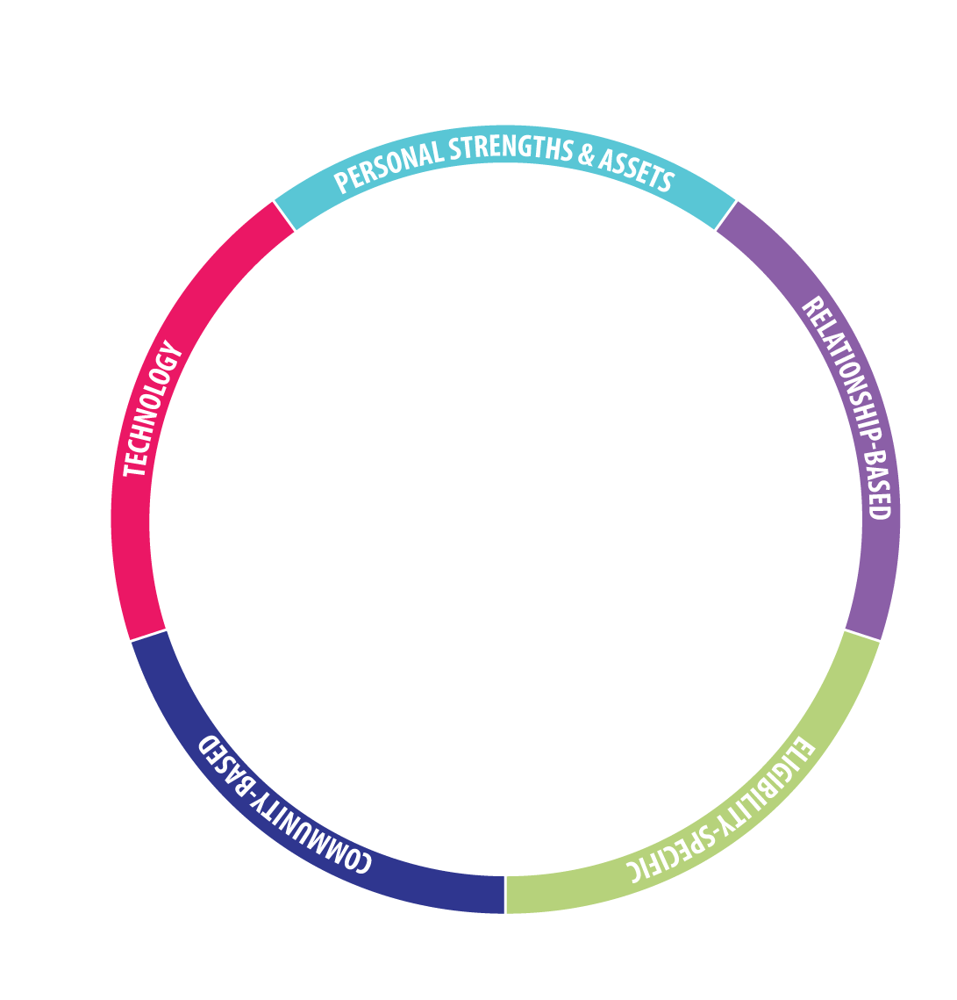 PERSONAL STRENGTHS & ASSETS
RELATIONSHIP-BASED
ELIGIBILITY-SPECIFIC
COMMUNITY-BASED
TECHNOLOGY